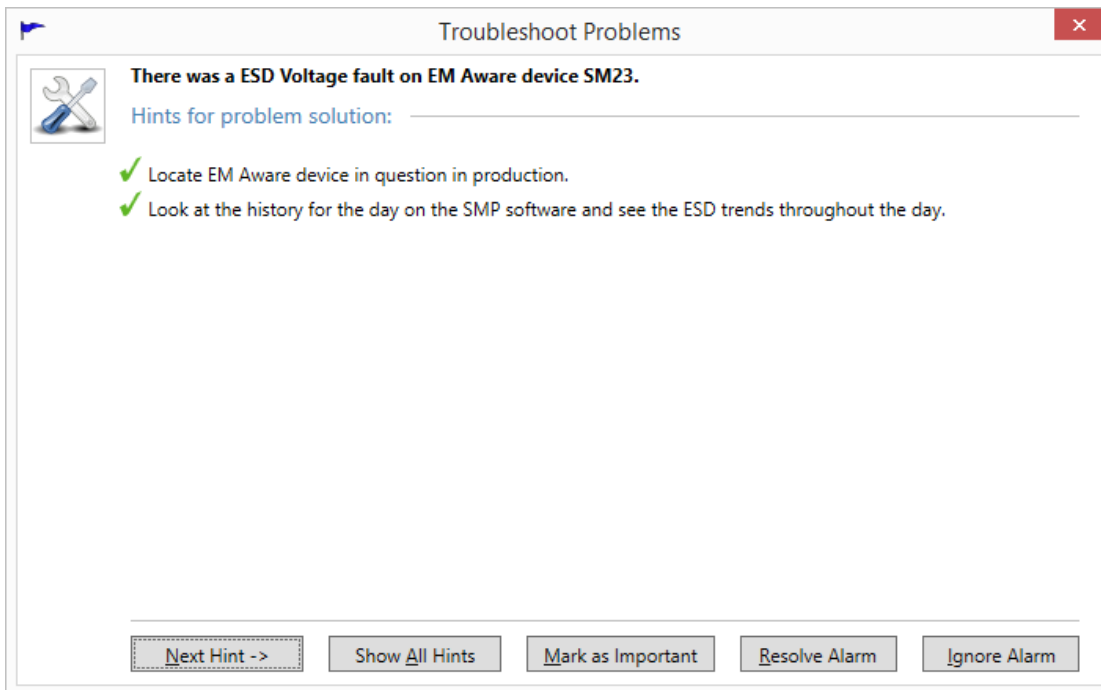 Troubleshoot Problems
There was a ESD Voltage fault on EM Aware device SM23.
Hints for problem solution:
Locate EM Aware device in question in production.
Look at the history for the day on the SMP software and see the ESD trends throughout the day.
Next Hint ->
Show All Hints
Mark as Important
Resolve Alarm
Ignore Alarm